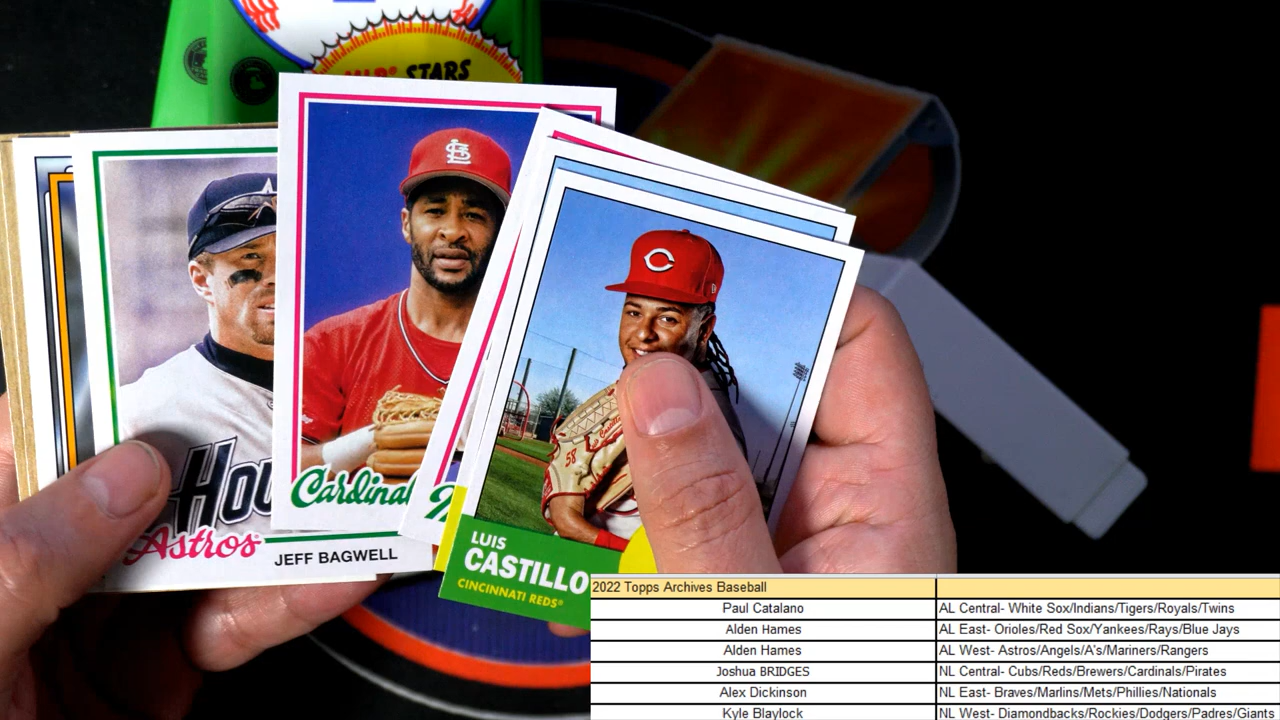 MLB® STARS
Cardinal
Astros®
JEFF BAGWELL
HOU
58
LUIS
CASTILLO
CINCINNATI REDS®
2022 Topps Archives Baseball
Paul Catalano AL Central- White Sox/Indians/Tigers/Royals/Twins
Alden Hames AL East- Orioles/Red Sox/Yankees/Rays/Blue Jays
Alden Hames AL West- Astros/Angels/A's/Mariners/Rangers
Joshua BRIDGES NL Central- Cubs/Reds/Brewers/Cardinals/Pirates
Alex Dickinson NL East- Braves/Marlins/Mets/Phillies/Nationals
Kyle Blaylock NL West- Diamondbacks/Rockies/Dodgers/Padres/Giants